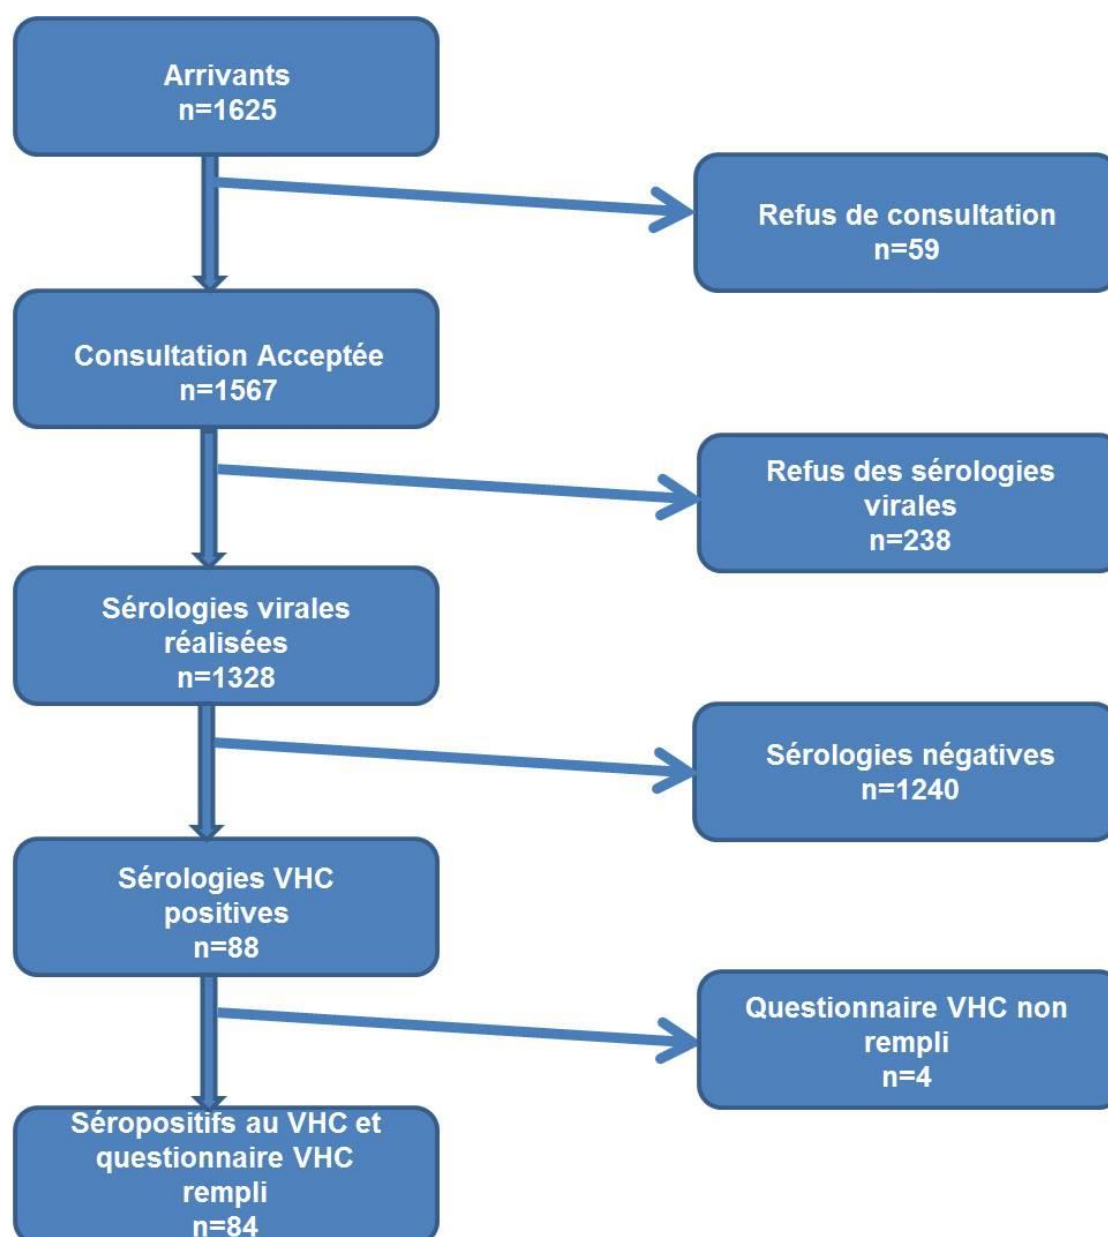 Arrivants
n=1625
Refus de consultation
n=59
Consultation Acceptée
n=1567
Refus des sérologies
virales
n=238
Sérologies virales
réalisées
n=1328
Sérologies négatives
n=1240
Sérologies VHC
positives
n=88
Questionnaire VHC non
rempli
n=4
Séropositifs au VHC et
questionnaire VHC
rempli
n=84